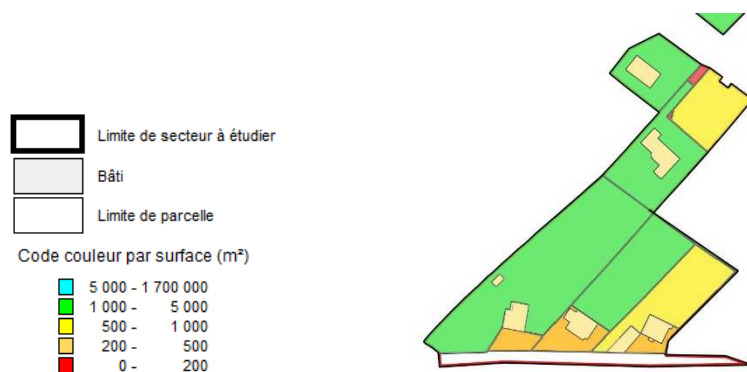 Limite de secteur à étudier
Bâti
Limite de parcelle
Code couleur par surface (m²)
5 000 - 1 700 000
1 000 - 5 000
500 - 1 000
200 - 500
0 - 200